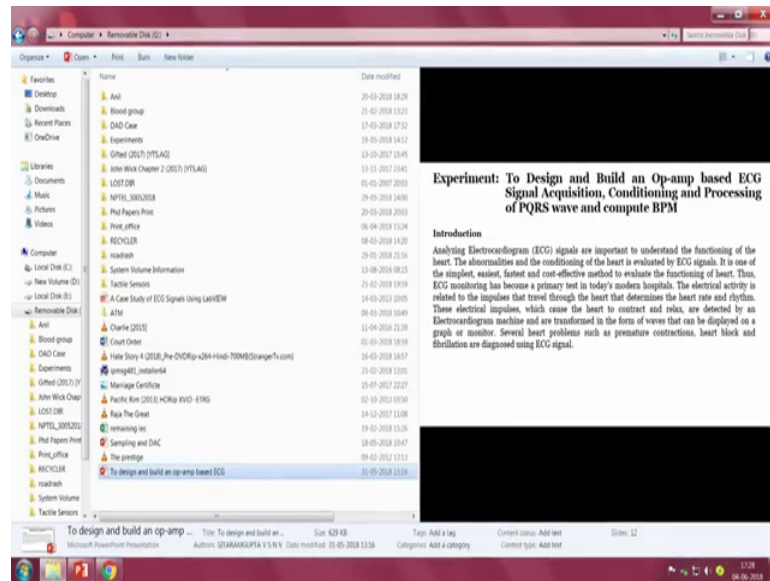 Computer ▸ Removable Disk (G:) ▸
Search Removable Disk (G:)
Organize ▾ Open ▾ Print Burn New folder
Name Date modified
Favorites
Desktop
Downloads
Recent Places
OneDrive
Libraries
Documents
Music
Pictures
Videos
Computer
Local Disk (C:)
New Volume (D:)
Local Disk (E:)
Removable Disk (
Anil
Blood group
DAD Case
Experiments
Gifted (2017) [Y
John Wick Chap
LOST.DIR
NPTEL_3005201
Phd Papers Print
Print_office
RECYCLER
roadrash
System Volume
Tactile Sensors
Anil 20-03-2018 18:29
Blood group 21-02-2018 13:23
DAD Case 17-03-2018 17:32
Experiments 19-05-2018 14:12
Gifted (2017) [YTS.AG] 13-10-2017 15:45
John Wick Chapter 2 (2017) [YTS.AG] 13-11-2017 23:41
LOST.DIR 01-01-2007 20:03
NPTEL_30052018 29-05-2018 14:00
Phd Papers Print 20-03-2018 20:03
Print_office 06-04-2018 15:24
RECYCLER 08-03-2018 14:20
roadrash 29-01-2018 21:16
System Volume Information 13-08-2016 08:15
Tactile Sensors 23-02-2018 19:59
A Case Study of ECG Signals Using LabVIEW 14-03-2013 10:05
ATM 08-03-2018 10:49
Charlie (2015) 11-04-2016 21:39
Court Order 01-03-2018 18:59
Hate Story 4 (2018)_Pre-DVDRip-x264-Hindi-700MB(StrangerTv.com) 16-03-2018 16:57
ipmsg481_installer64 23-02-2018 13:01
Marriage Certificte 15-07-2017 22:27
Pacific Rim (2013) HDRip XViD -ETRG 02-10-2013 03:50
Raja The Great 14-12-2017 11:08
remaining lec 19-02-2018 15:26
Sampling and DAC 18-05-2018 10:47
The prestige 09-02-2012 13:13
To design and build an op-amp based ECG 31-05-2018 13:16
Experiment: To Design and Build an Op-amp based ECG
Signal Acquisition, Conditioning and Processing
of PQRS wave and compute BPM
Introduction
Analyzing Electrocardiogram (ECG) signals are important to understand the functioning of the
heart. The abnormalities and the conditioning of the heart is evaluated by ECG signals. It is one of
the simplest, easiest, fastest and cost-effective method to evaluate the functioning of heart. Thus,
ECG monitoring has become a primary test in today's modern hospitals. The electrical activity is
related to the impulses that travel through the heart that determines the heart rate and rhythm.
These electrical impulses, which cause the heart to contract and relax, are detected by an
Electrocardiogram machine and are transformed in the form of waves that can be displayed on a
graph or monitor. Several heart problems such as premature contractions, heart block and
fibrillation are diagnosed using ECG signal.
To design and build an op-amp ... Title: To design and build an ... Size: 629 KB Tags: Add a tag Content status: Add text Slides: 12
Microsoft PowerPoint Presentation Authors: SITARAMGUPTA V S N V Date modified: 31-05-2018 13:16 Categories: Add a category Content type: Add text
17:28
04-06-2018